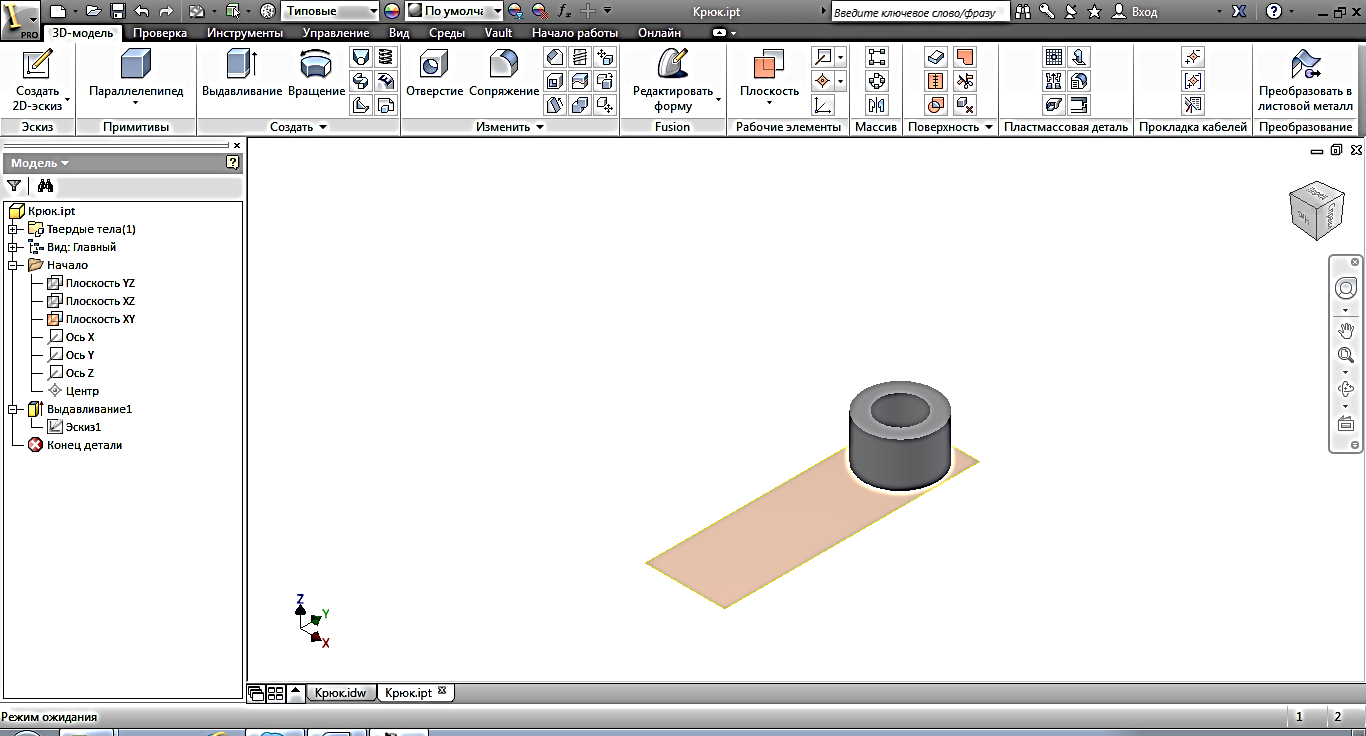 Типовые По умолча Крюк.ipt Введите ключевое слово/фразу Вход
PRO 3D-модель Проверка Инструменты Управление Вид Среды Vault Начало работы Онлайн
Создать 2D-эскиз
Параллелепипед
Выдавливание Вращение
Отверстие Сопряжение
Редактировать форму
Плоскость
Преобразовать в листовой металл
Эскиз Примитивы Создать Изменить Fusion Рабочие элементы Массив Поверхность Пластмассовая деталь Прокладка кабелей Преобразование
Модель
Крюк.ipt
Твердые тела(1)
Вид: Главный
Начало
Плоскость YZ
Плоскость XZ
Плоскость XY
Ось X
Ось Y
Ось Z
Центр
Выдавливание1
Эскиз1
Конец детали
Z
Y
X
Крюк.idw Крюк.ipt
Режим ожидания 1 2